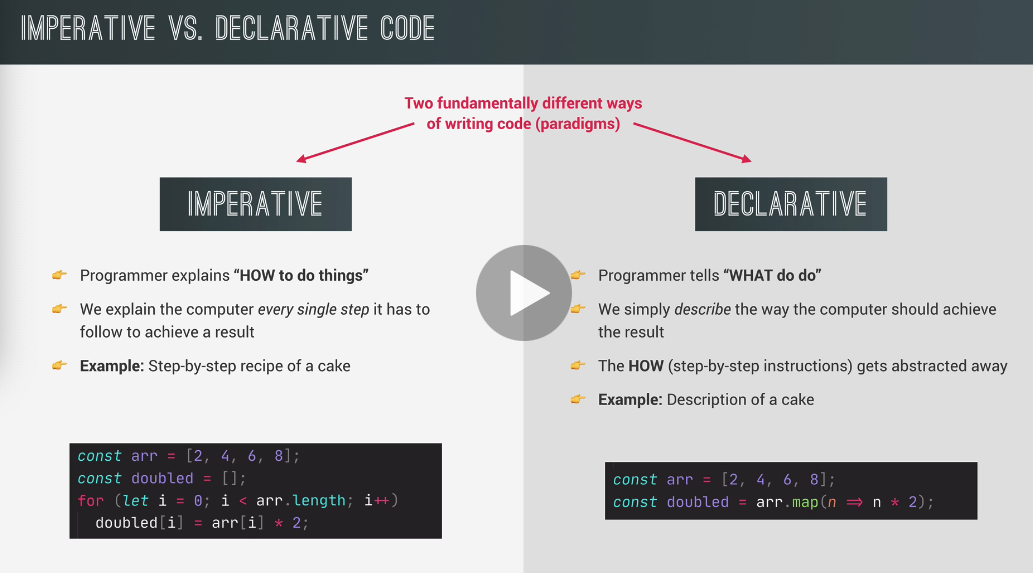 IMPERATIVE VS. DECLARATIVE CODE
Two fundamentally different ways
of writing code (paradigms)
IMPERATIVE
👉 Programmer explains “HOW to do things”
👉 We explain the computer every single step it has to
follow to achieve a result
👉 Example: Step-by-step recipe of a cake
const arr = [2, 4, 6, 8];
const doubled = [];
for (let i = 0; i < arr.length; i++)
  doubled[i] = arr[i] * 2;
DECLARATIVE
👉 Programmer tells “WHAT do do”
👉 We simply describe the way the computer should achieve
the result
👉 The HOW (step-by-step instructions) gets abstracted away
👉 Example: Description of a cake
const arr = [2, 4, 6, 8];
const doubled = arr.map(n => n * 2);